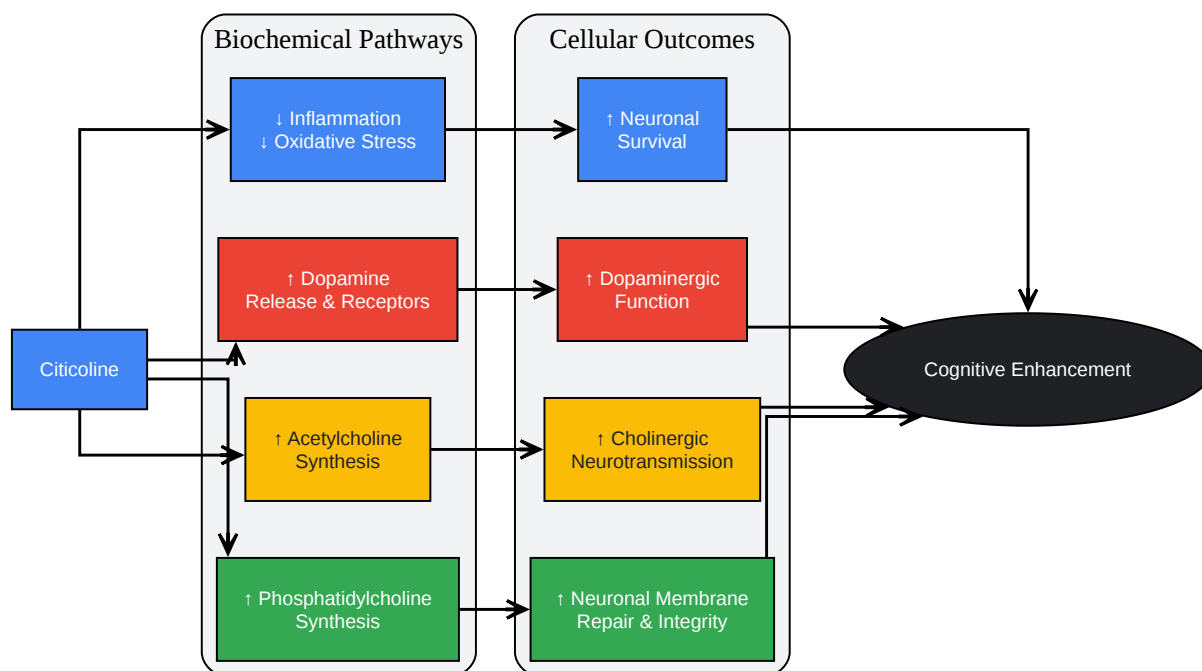 Biochemical Pathways
Cellular Outcomes
↓ Inflammation
↓ Oxidative Stress
↑ Neuronal
Survival
↑ Dopamine
Release & Receptors
↑ Dopaminergic
Function
Citicoline
Cognitive Enhancement
↑ Acetylcholine
Synthesis
↑ Cholinergic
Neurotransmission
↑ Phosphatidylcholine
Synthesis
↑ Neuronal Membrane
Repair & Integrity